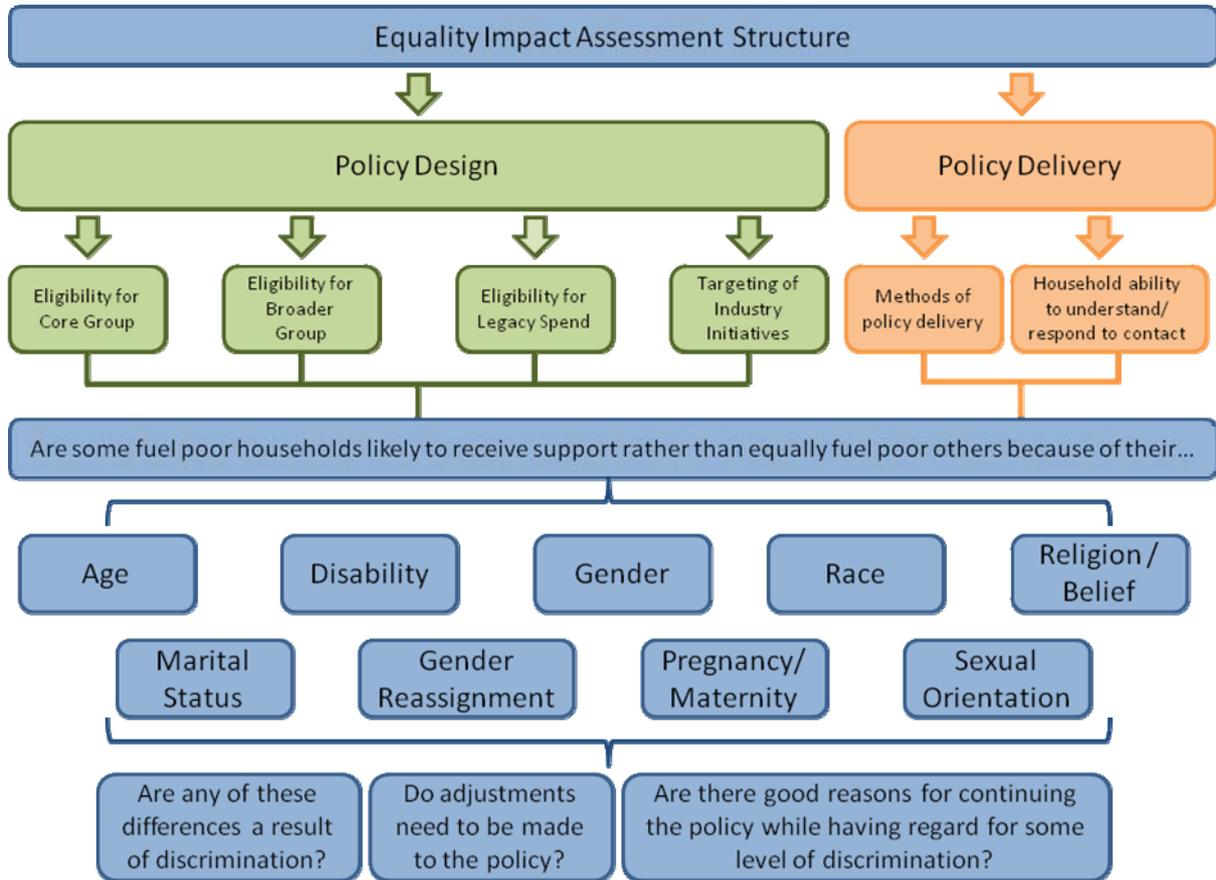 Equality Impact Assessment Structure
Policy Design
Policy Delivery
Eligibility for
Core Group
Eligibility for
Broader
Group
Eligibility for
Legacy Spend
Targeting of
Industry
Initiatives
Methods of
policy delivery
Household ability
to understand/
respond to contact
Are some fuel poor households likely to receive support rather than equally fuel poor others because of their...
Age
Disability
Gender
Race
Religion /
Belief
Marital
Status
Gender
Reassignment
Pregnancy/
Maternity
Sexual
Orientation
Are any of these
differences a result
of discrimination?
Do adjustments
need to be made
to the policy?
Are there good reasons for continuing
the policy while having regard for some
level of discrimination?